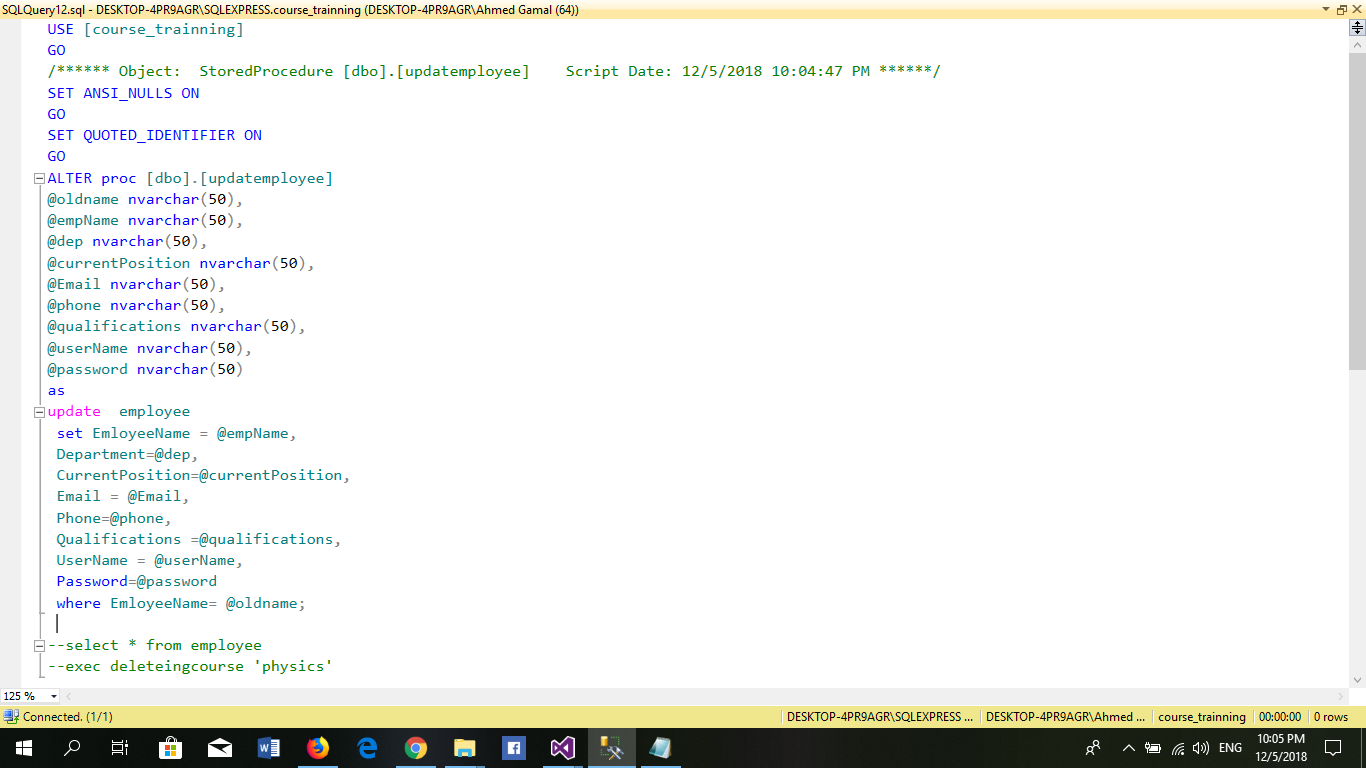 SQLQuery12.sql - DESKTOP-4PR9AGR\SQLEXPRESS.course_trainning (DESKTOP-4PR9AGR\Ahmed Gamal (64))
USE [course_trainning]
GO
/****** Object:  StoredProcedure [dbo].[updatemployee]    Script Date: 12/5/2018 10:04:47 PM ******/
SET ANSI_NULLS ON
GO
SET QUOTED_IDENTIFIER ON
GO
ALTER proc [dbo].[updatemployee]
@oldname nvarchar(50),
@empName nvarchar(50),
@dep nvarchar(50),
@currentPosition nvarchar(50),
@Email nvarchar(50),
@phone nvarchar(50),
@qualifications nvarchar(50),
@userName nvarchar(50),
@password nvarchar(50)
as
update  employee
set EmloyeeName = @empName,
Department=@dep,
CurrentPosition=@currentPosition,
Email = @Email,
Phone=@phone,
Qualifications =@qualifications,
UserName = @userName,
Password=@password
where EmloyeeName= @oldname;
--select * from employee
--exec deleteingcourse 'physics'
125 %
Connected. (1/1) DESKTOP-4PR9AGR\SQLEXPRESS ... DESKTOP-4PR9AGR\Ahmed ... course_trainning 00:00:00 0 rows
ENG 10:05 PM
12/5/2018